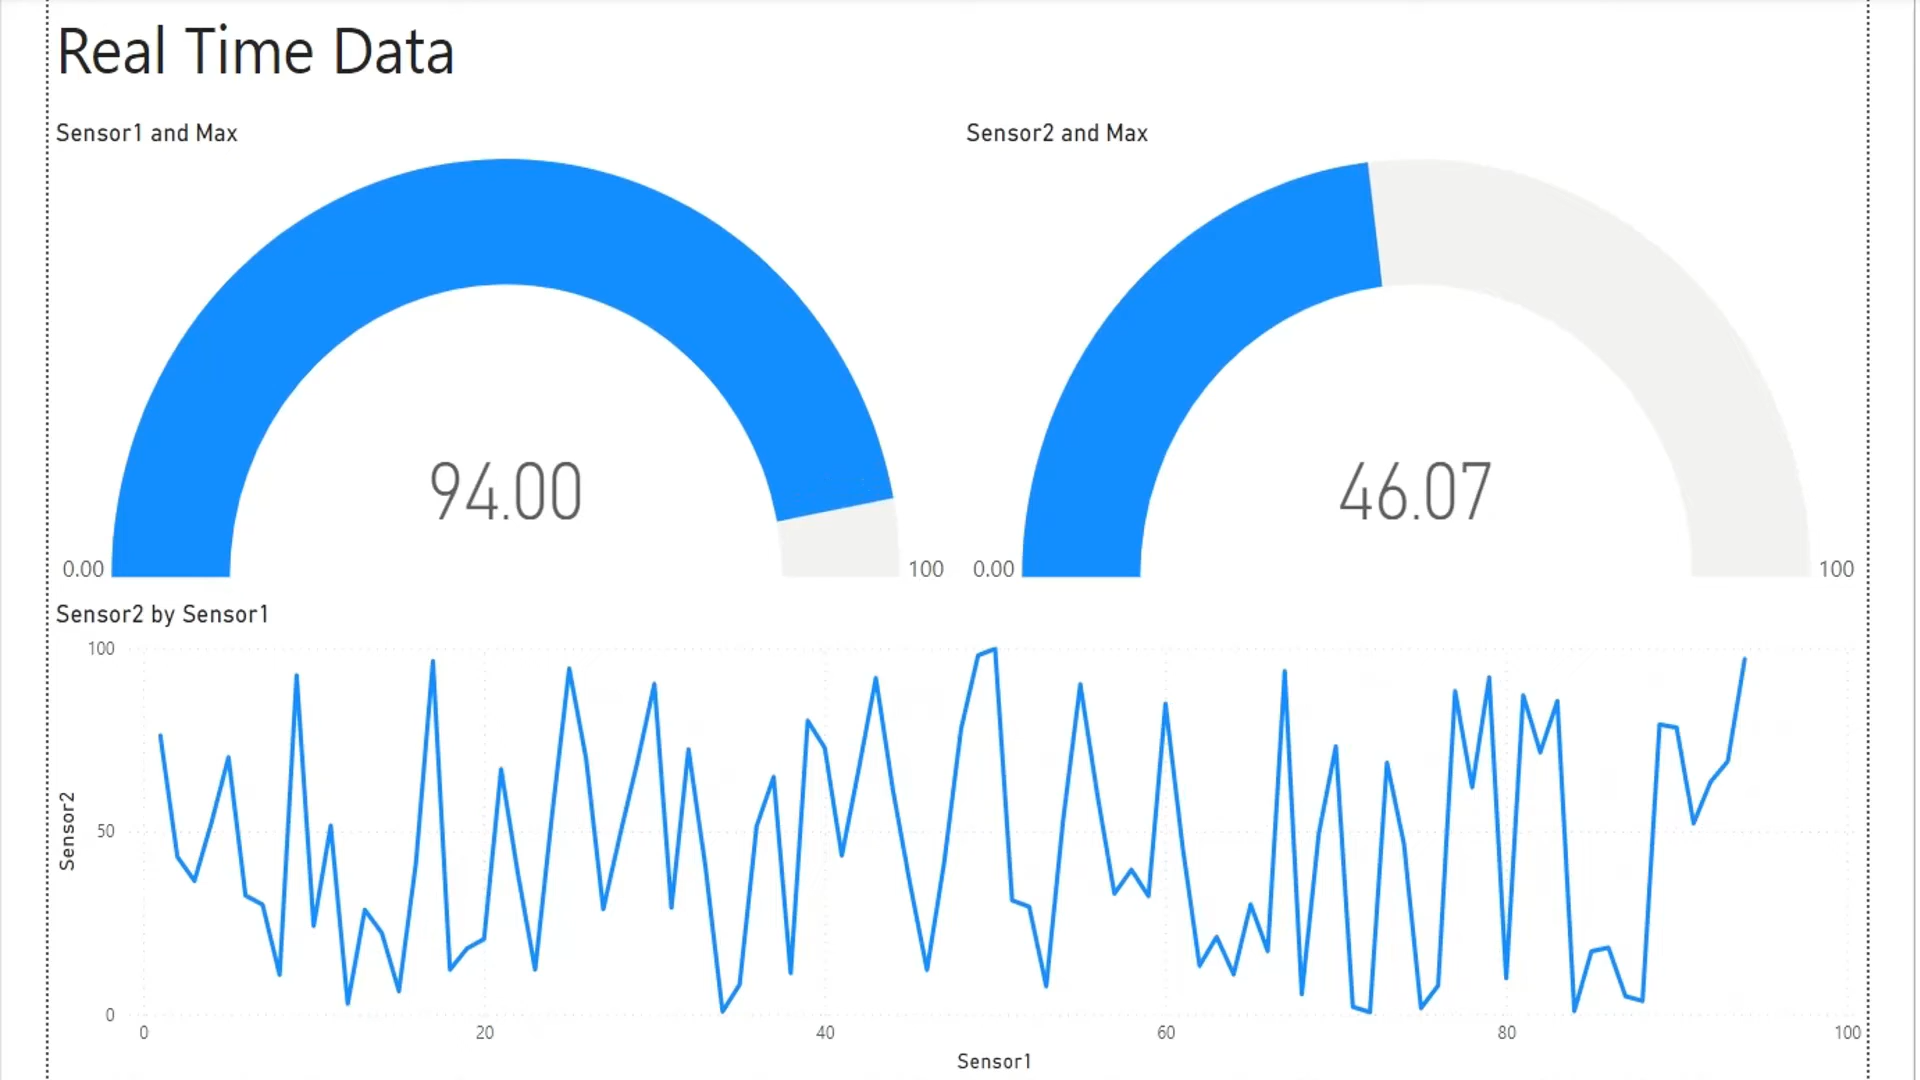 Real Time Data
Sensor1 and Max
94.00
0.00
100
Sensor2 and Max
46.07
0.00
100
Sensor2 by Sensor1
Sensor2
100
50
0
0 20 40 60 80 100
Sensor1